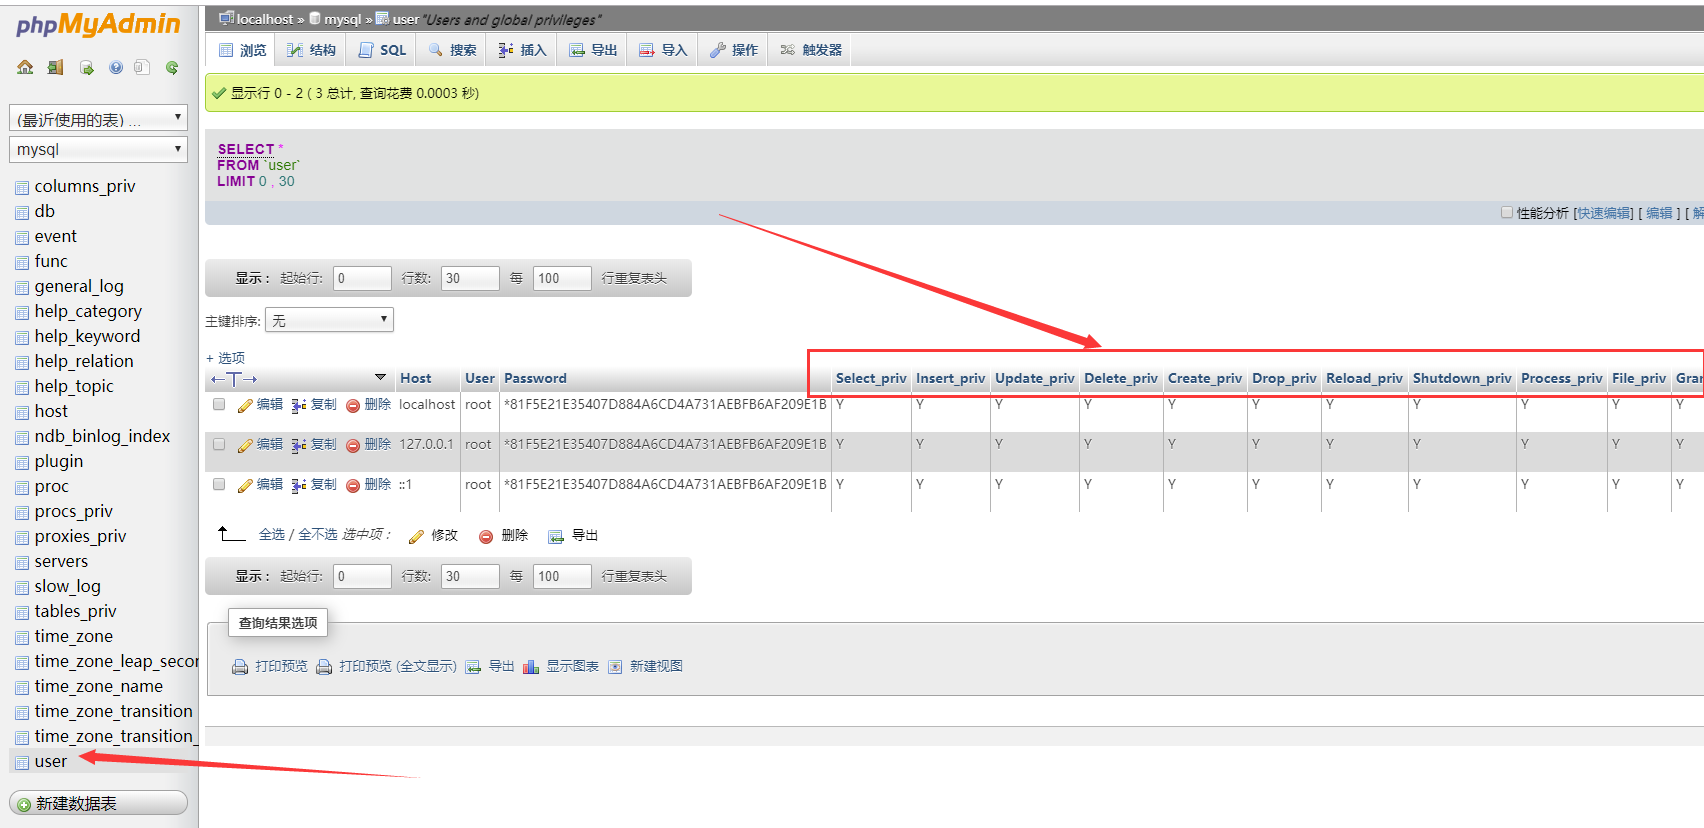 phpMyAdmin
(最近使用的表) ...
mysql
columns_priv
db
event
func
general_log
help_category
help_keyword
help_relation
help_topic
host
ndb_binlog_index
plugin
proc
procs_priv
proxies_priv
servers
slow_log
tables_priv
time_zone
time_zone_leap_secor
time_zone_name
time_zone_transition
time_zone_transition_
user
新建数据表
localhost » mysql » user "Users and global privileges"
浏览 结构 SQL 搜索 插入 导出 导入 操作 触发器
显示行 0 - 2 ( 3 总计, 查询花费 0.0003 秒)
SELECT *
FROM `user`
LIMIT 0 , 30
性能分析 [快速编辑] [ 编辑 ] [ 解
显示 : 起始行: 0 行数: 30 每 100 行重复表头
主键排序: 无
+ 选项
←T→ Host User Password Select_priv Insert_priv Update_priv Delete_priv Create_priv Drop_priv Reload_priv Shutdown_priv Process_priv File_priv Gran
编辑 复制 删除 localhost root *81F5E21E35407D884A6CD4A731AEBFB6AF209E1B Y Y Y Y Y Y Y Y Y Y Y
编辑 复制 删除 127.0.0.1 root *81F5E21E35407D884A6CD4A731AEBFB6AF209E1B Y Y Y Y Y Y Y Y Y Y Y
编辑 复制 删除 ::1 root *81F5E21E35407D884A6CD4A731AEBFB6AF209E1B Y Y Y Y Y Y Y Y Y Y Y
全选 / 全不选 选中项 : 修改 删除 导出
显示 : 起始行: 0 行数: 30 每 100 行重复表头
查询结果选项
打印预览 打印预览 (全文显示) 导出 显示图表 新建视图